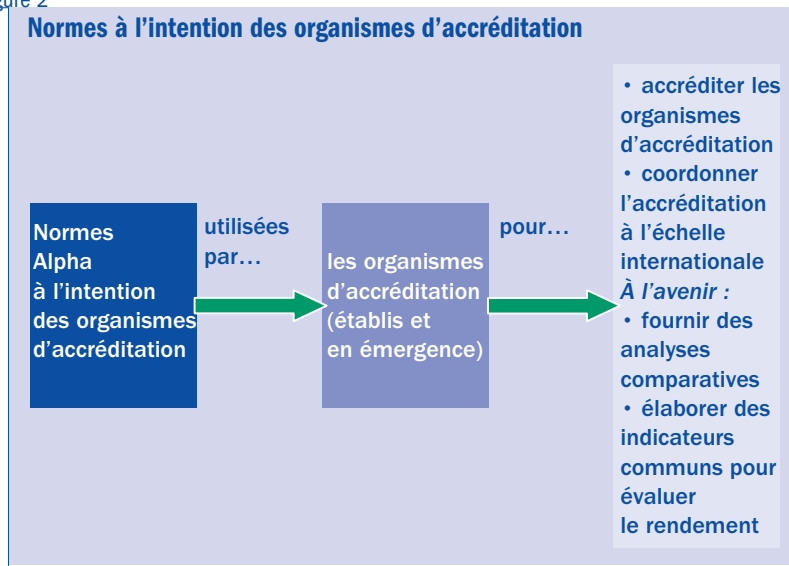 gure 2
Normes à l'intention des organismes d'accréditation
Normes
Alpha
à l'intention
des organismes
d'accréditation
utilisées
par…
les organismes
d'accréditation
(établis et
en émergence)
pour…
• accréditer les
organismes
d'accréditation
• coordonner
l'accréditation
à l'échelle
internationale
À l'avenir :
• fournir des
analyses
comparatives
• élaborer des
indicateurs
communs pour
évaluer
le rendement